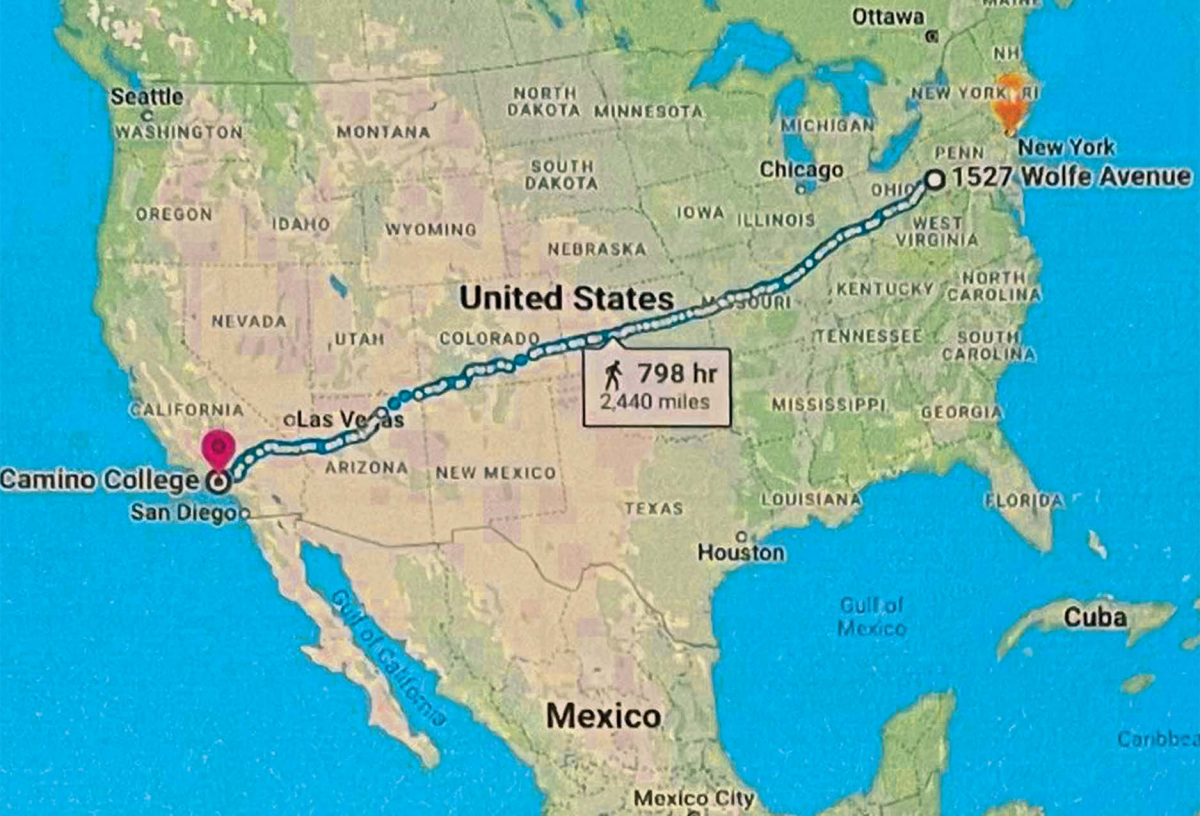 MAINE
Ottawa
NH
Seattle
WASHINGTON
MONTANA
NORTH
DAKOTA
MINNESOTA
NEW YORK
RI
MICHIGAN
New York
PENN
SOUTH
DAKOTA
Chicago
OHIO
1527 Wolfe Avenue
OREGON
IDAHO
WYOMING
IOWA
ILLINOIS
WEST
VIRGINIA
NEBRASKA
United States
MISSOURI
KENTUCKY
NORTH
CAROLINA
NEVADA
UTAH
COLORADO
TENNESSEE
SOUTH
CAROLINA
798 hr
2,440 miles
CALIFORNIA
Las Vegas
MISSISSIPPI
GEORGIA
ARIZONA
NEW MEXICO
Camino College
San Diego
TEXAS
LOUISIANA
FLORIDA
Houston
Gulf of California
Gulf of
Mexico
Cuba
Mexico
Caribbea
Mexico City